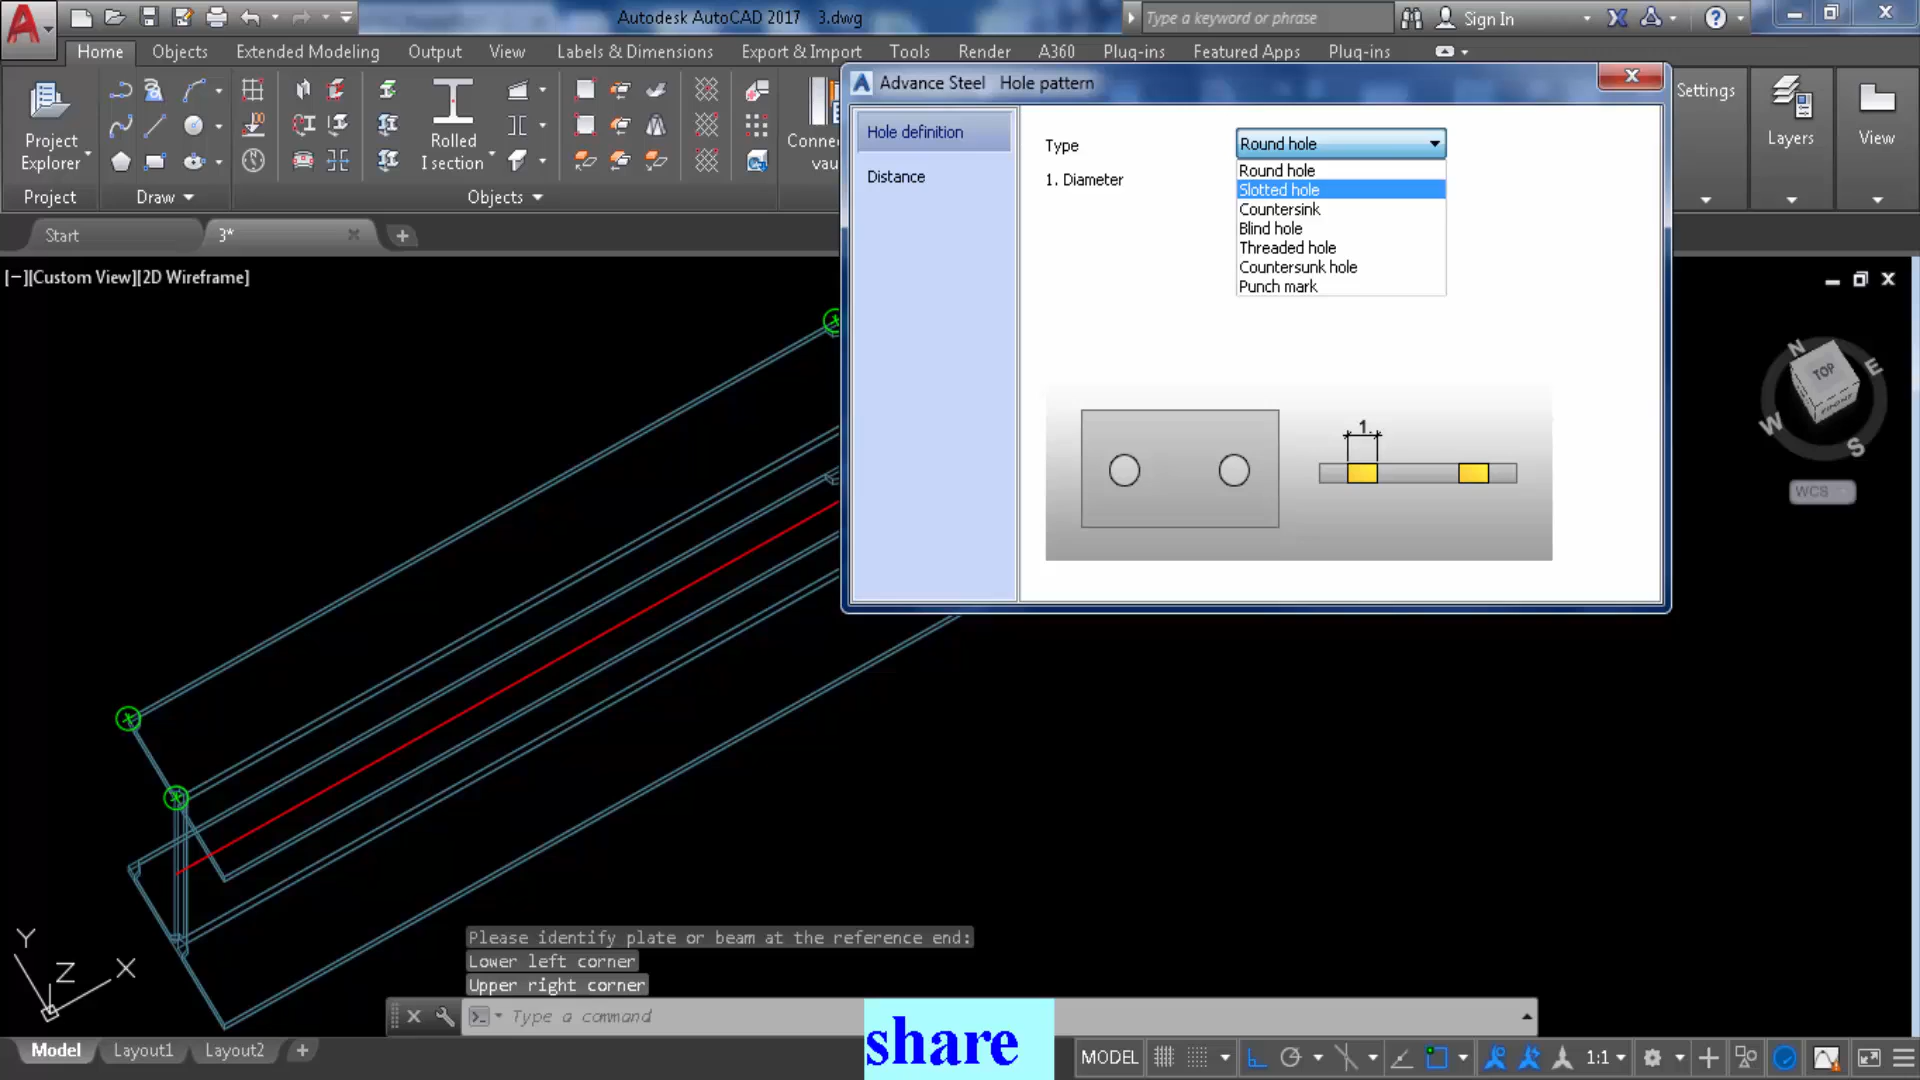 Autodesk AutoCAD 2017 3.dwg
Type a keyword or phrase
Sign In
Home Objects Extended Modeling Output View Labels & Dimensions Export & Import Tools Render A360 Plug-ins Featured Apps Plug-ins
Project
Explorer
Project
Draw
Rolled
I section
Objects
Conne
vau
Settings
Layers
View
Start
3*
[−][Custom View][2D Wireframe]
Advance Steel Hole pattern
Hole definition
Distance
Type
1. Diameter
Round hole
Round hole
Slotted hole
Countersink
Blind hole
Threaded hole
Countersunk hole
Punch mark
1.
N
E
S
W
TOP
FRONT
WCS
Y
Z
X
Please identify plate or beam at the reference end:
Lower left corner
Upper right corner
Type a command
share
Model Layout1 Layout2
MODEL
1:1